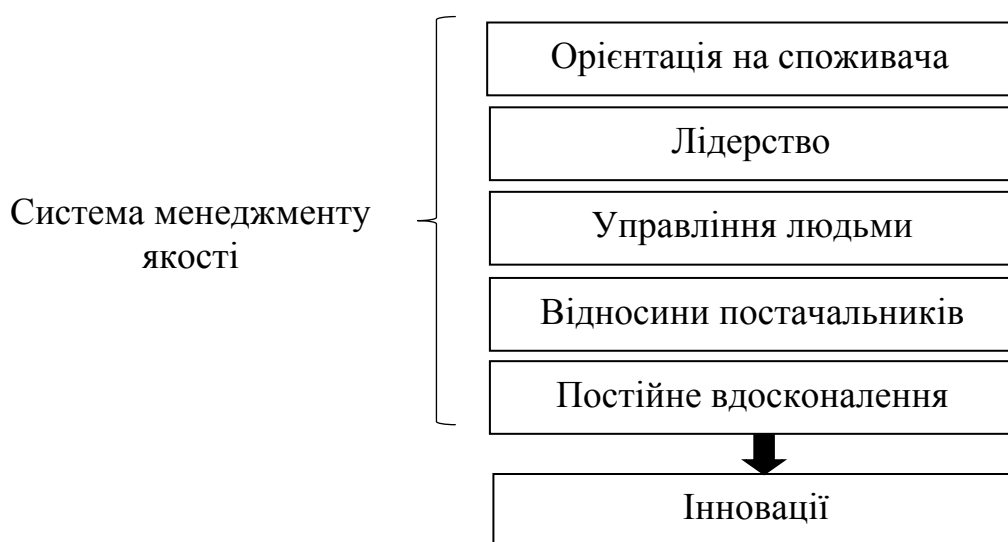 Система менеджменту
якості
Орієнтація на споживача
Лідерство
Управління людьми
Відносини постачальників
Постійне вдосконалення
Інновації